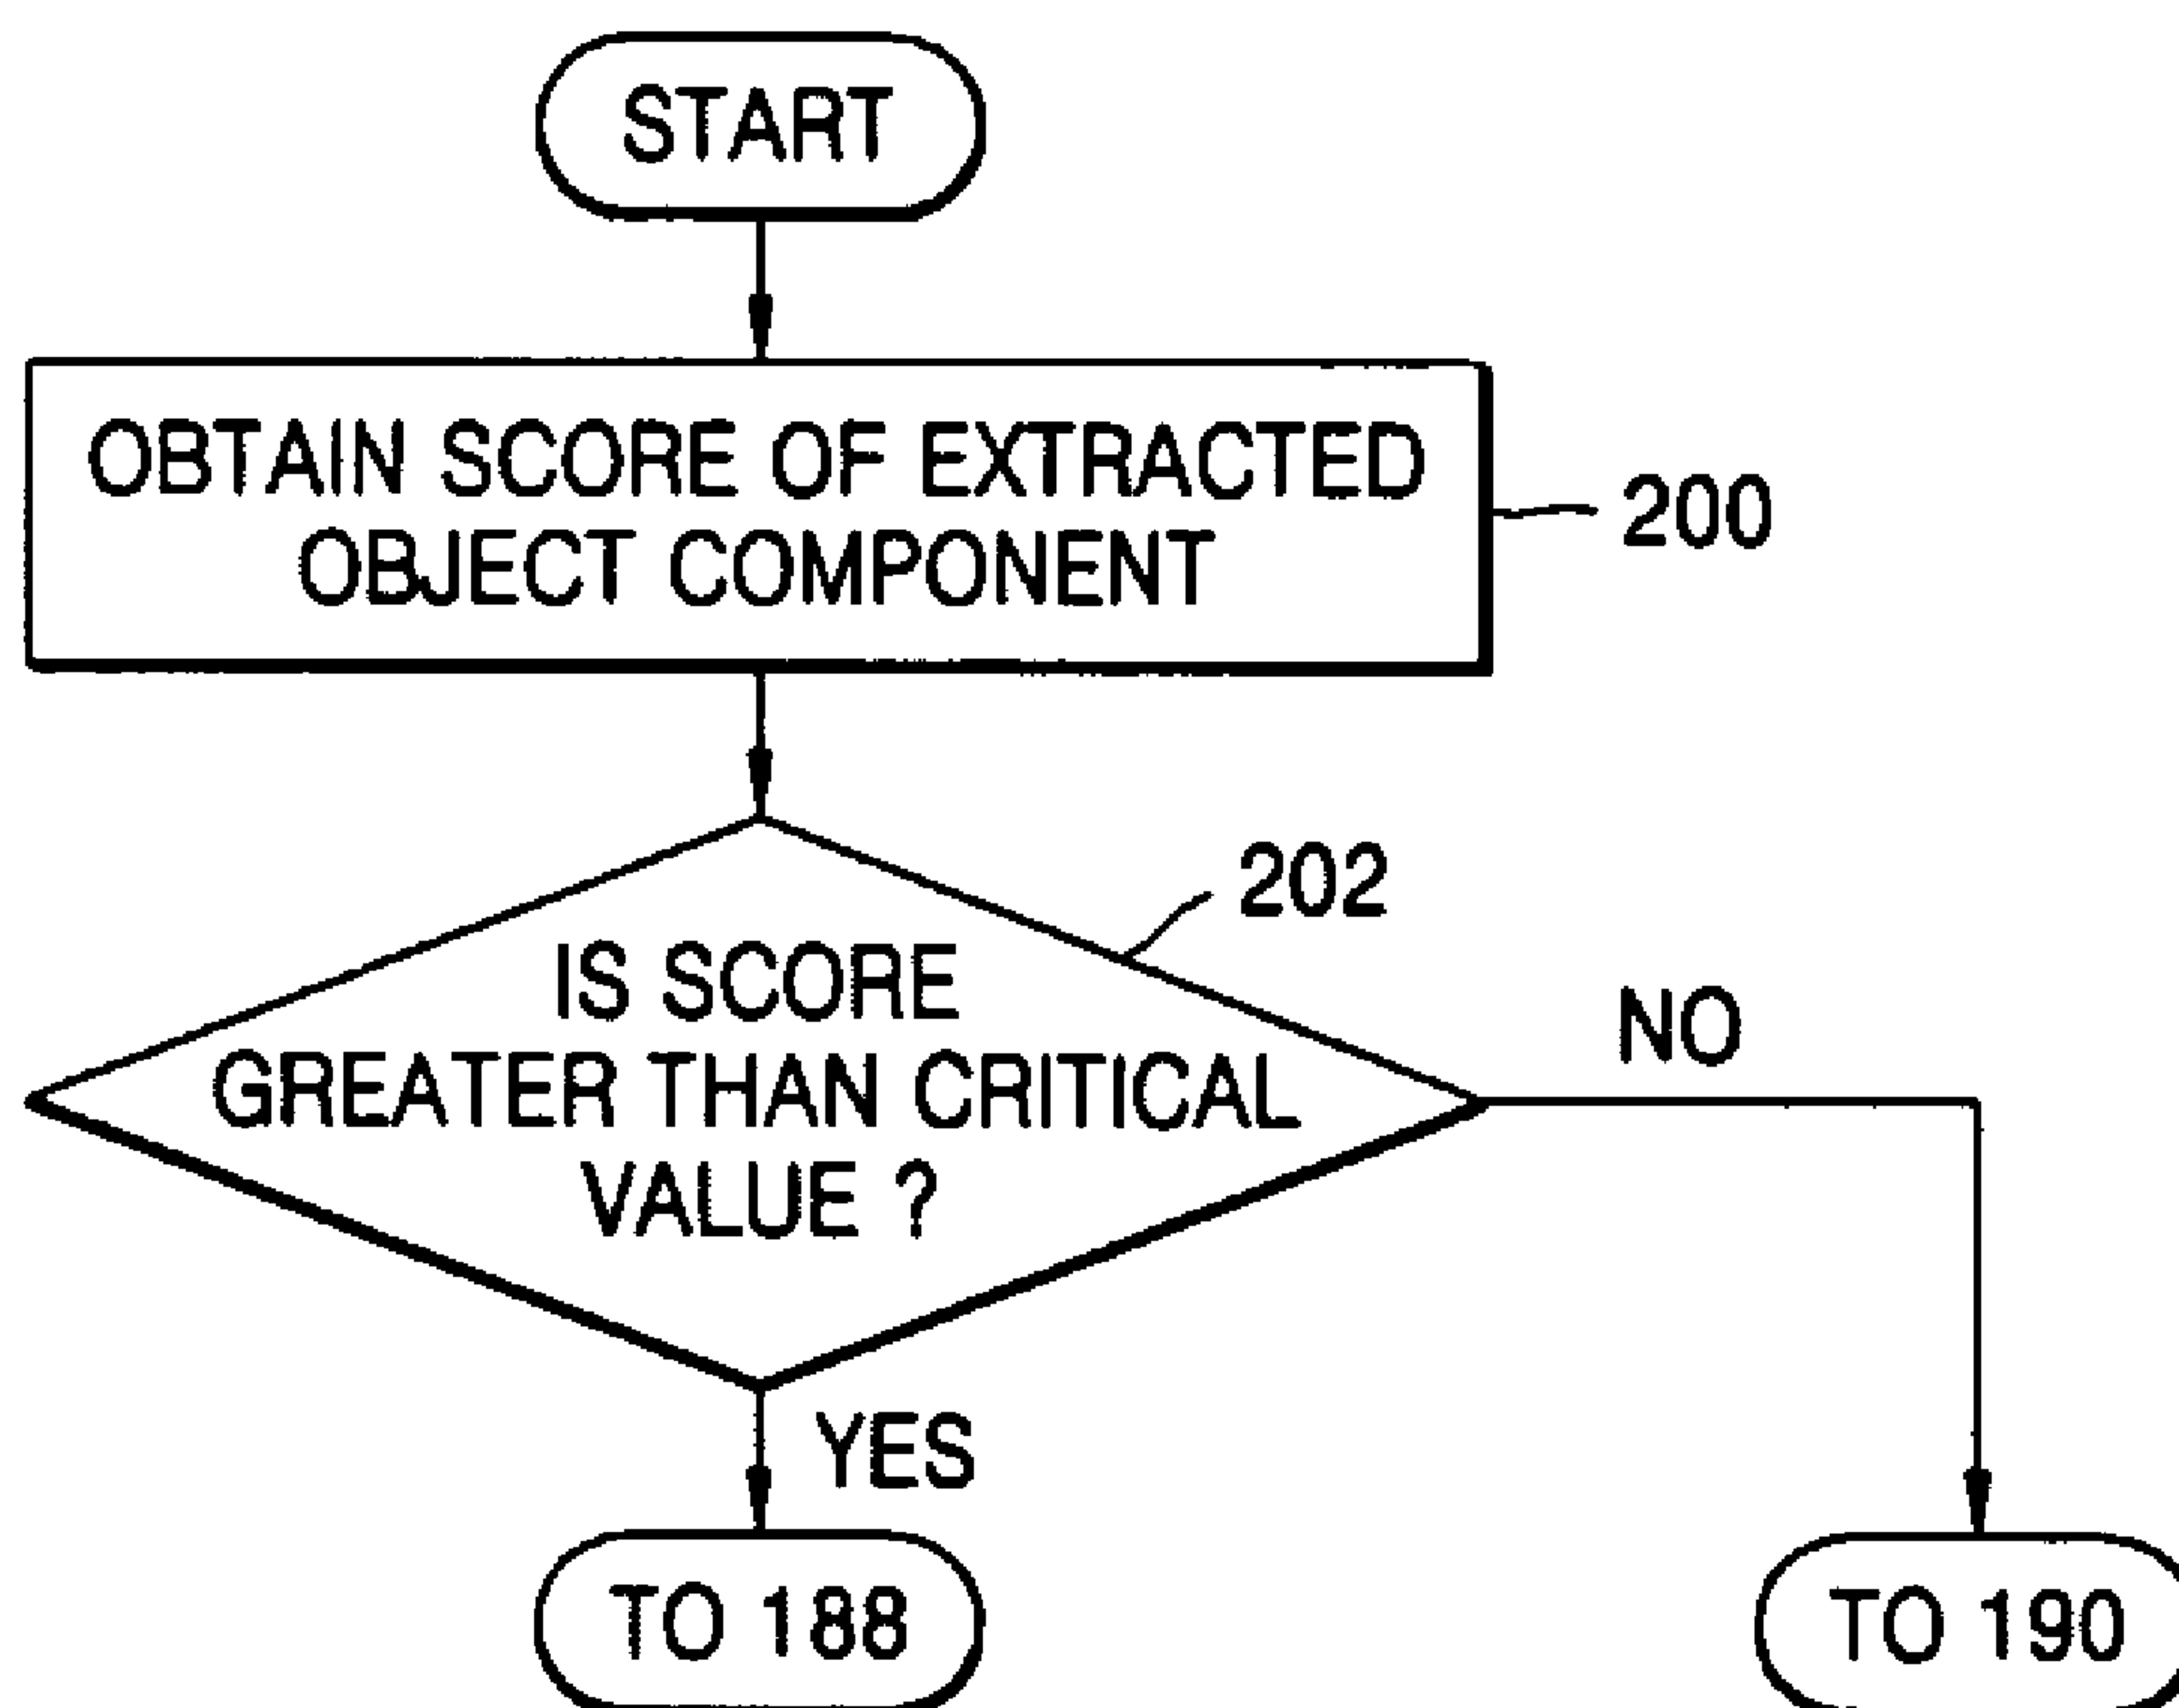 START
OBTAIN SCORE OF EXTRACTED
OBJECT COMPONENT
200
202
IS SCORE
GREATER THAN CRITICAL
VALUE ?
NO
YES
TO 188
TO 190